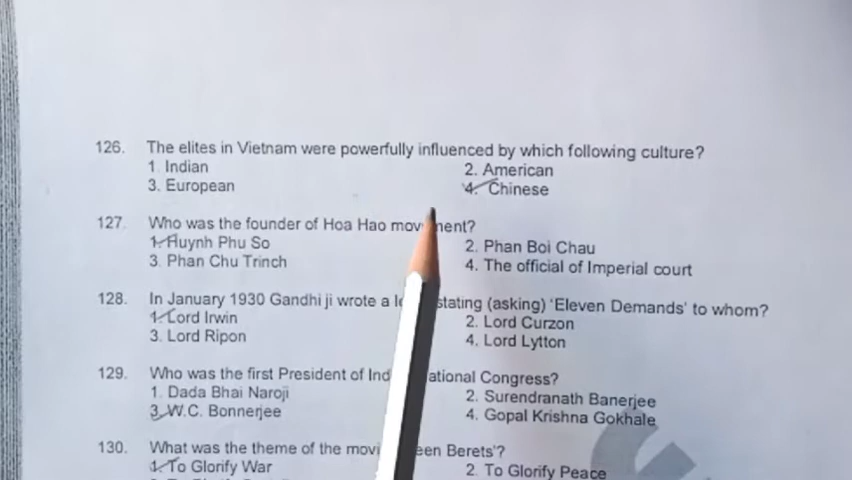 126. The elites in Vietnam were powerfully influenced by which following culture?
1. Indian 2. American
3. European 4. Chinese
127. Who was the founder of Hoa Hao movement?
1. Huynh Phu So 2. Phan Boi Chau
3. Phan Chu Trinch 4. The official of Imperial court
128. In January 1930 Gandhi ji wrote a stating (asking) 'Eleven Demands' to whom?
1. Lord Irwin 2. Lord Curzon
3. Lord Ripon 4. Lord Lytton
129. Who was the first President of ational Congress?
1. Dada Bhai Naroji 2. Surendranath Banerjee
3. W.C. Bonnerjee 4. Gopal Krishna Gokhale
130. What was the theme of the een Berets'?
1. To Glorify War 2. To Glorify Peace